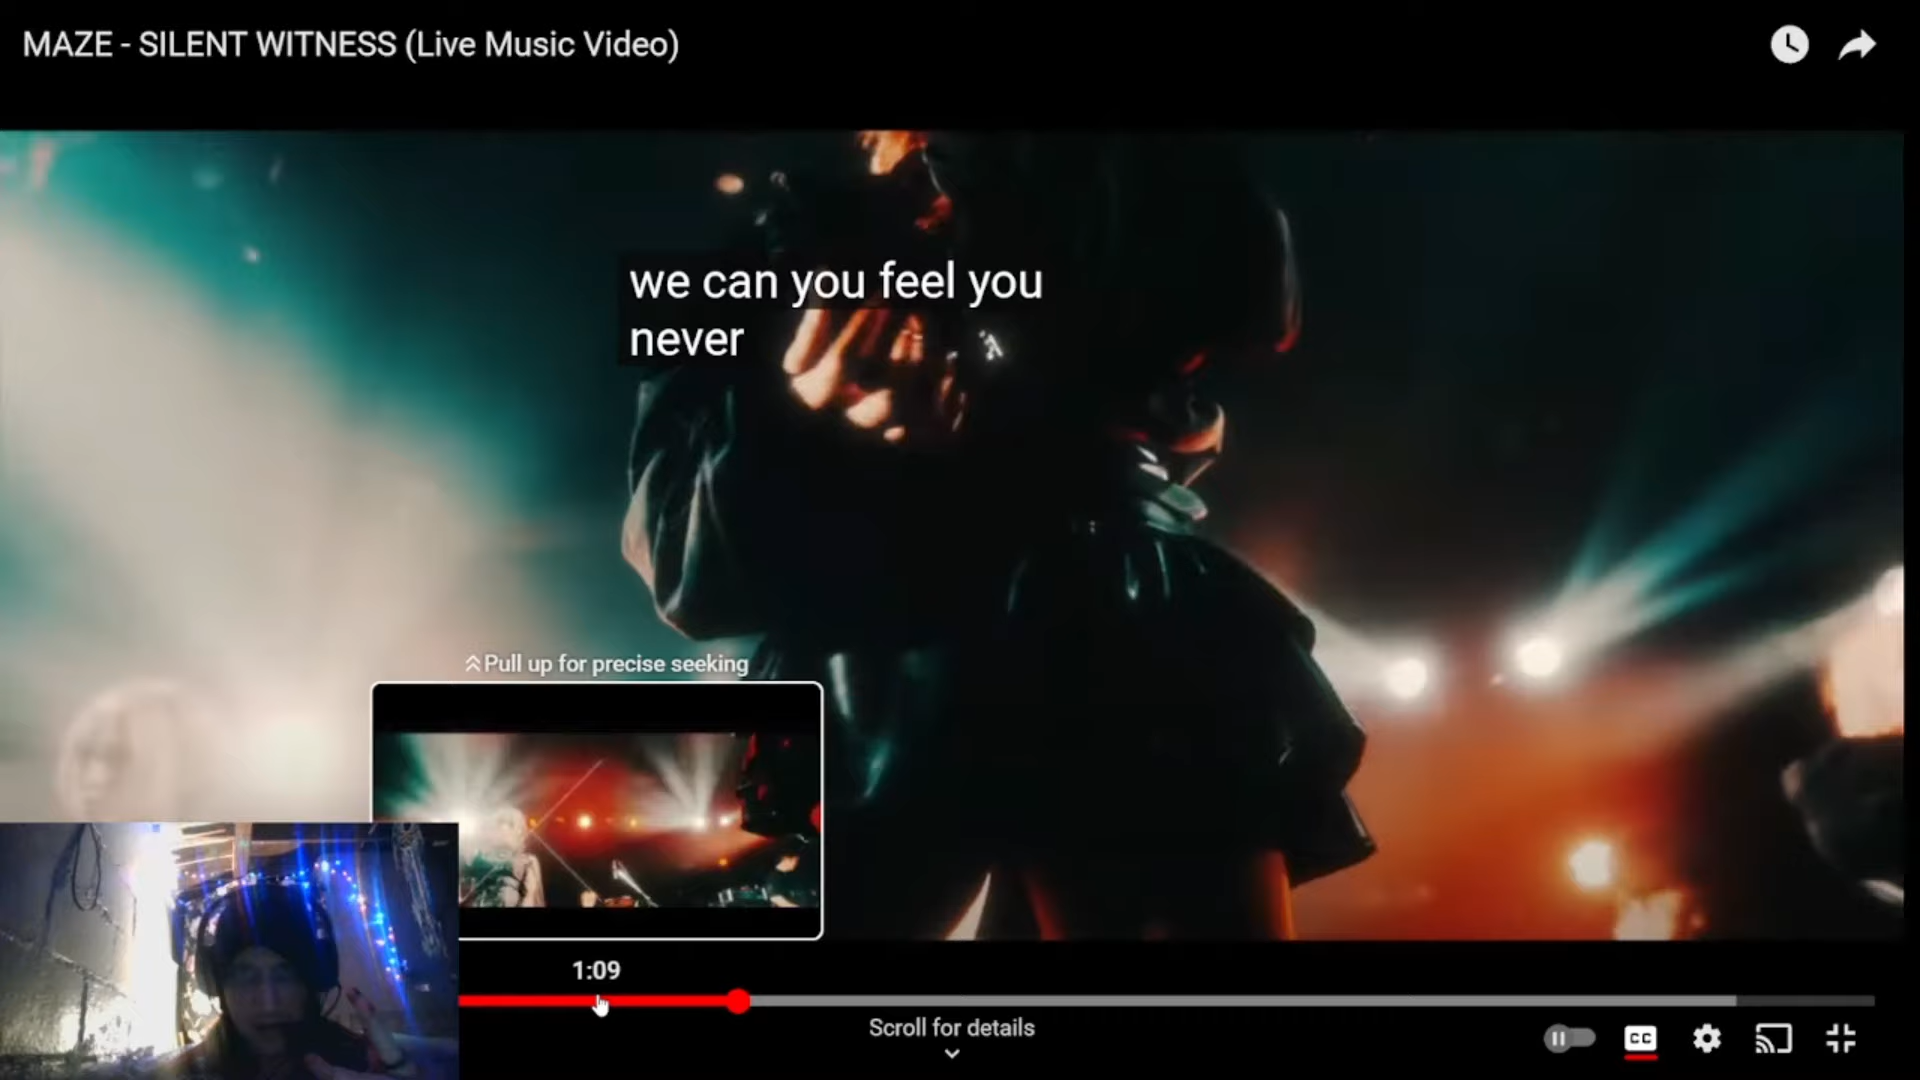 MAZE - SILENT WITNESS (Live Music Video)
we can you feel you
never
Pull up for precise seeking
1:09
Scroll for details
CC